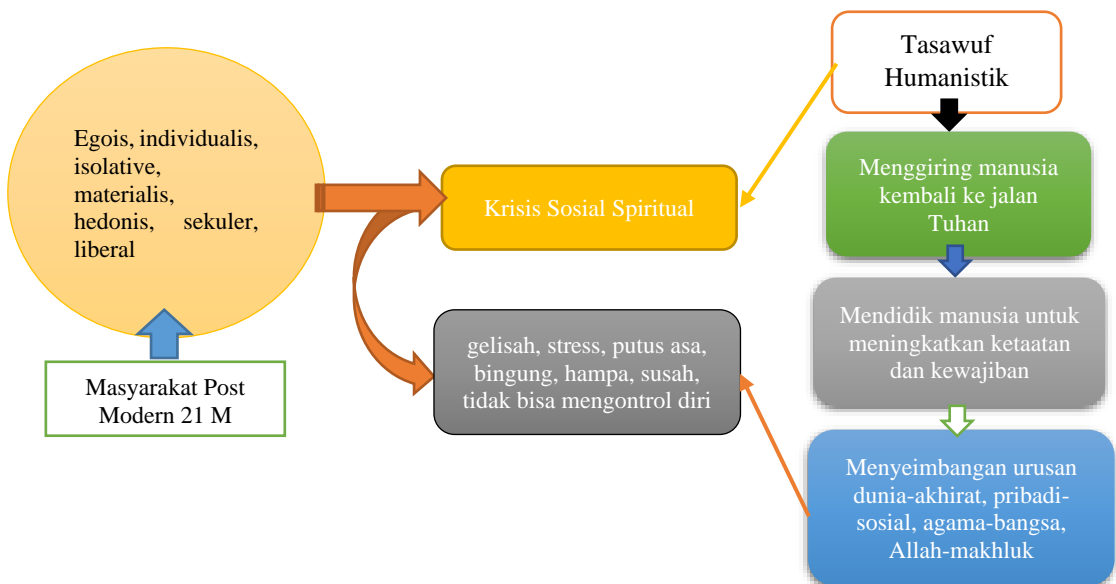 Egois, individualis,
isolative,
materialis,
hedonis, sekuler,
liberal
Masyarakat Post
Modern 21 M
Krisis Sosial Spiritual
gelisah, stress, putus asa,
bingung, hampa, susah,
tidak bisa mengontrol diri
Tasawuf
Humanistik
Menggiring manusia
kembali ke jalan
Tuhan
Mendidik manusia untuk
meningkatkan ketaatan
dan kewajiban
Menyeimbangan urusan
dunia-akhirat, pribadi-
sosial, agama-bangsa,
Allah-makhluk